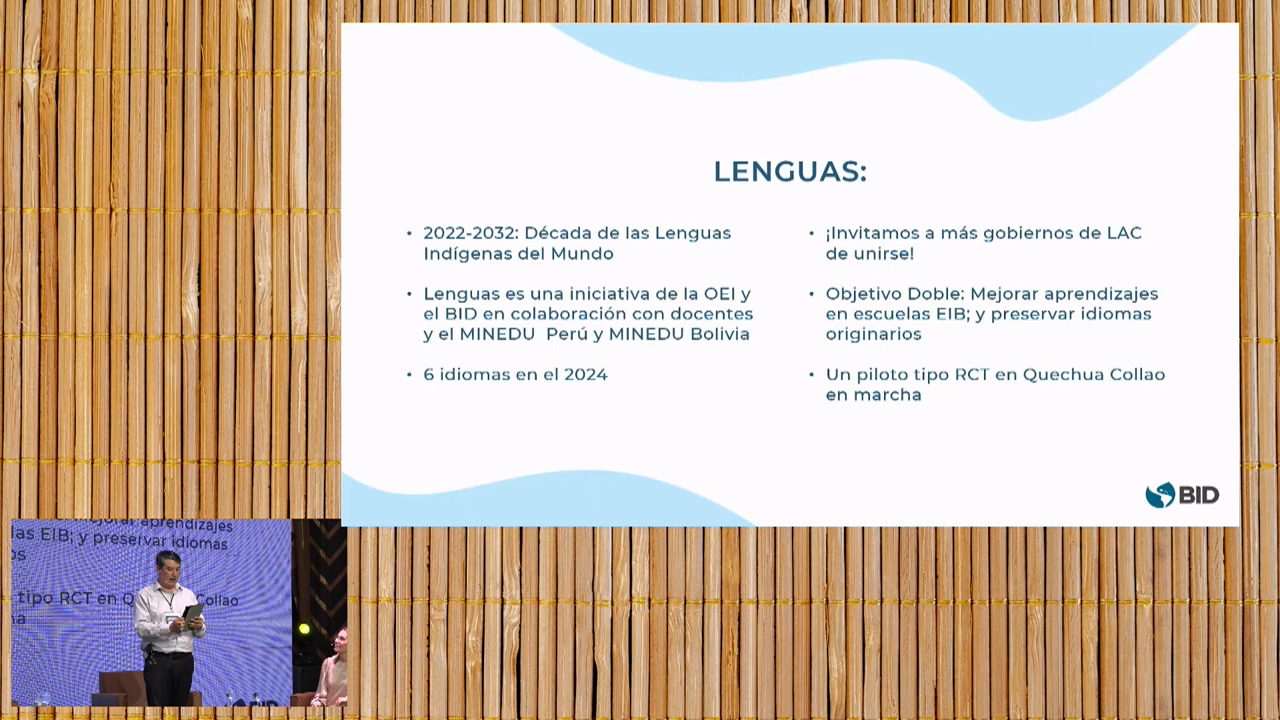 LENGUAS:
• 2022-2032: Década de las Lenguas
Indígenas del Mundo
• Lenguas es una iniciativa de la OEI y
el BID en colaboración con docentes
y el MINEDU  Perú y MINEDU Bolivia
• 6 idiomas en el 2024
• ¡Invitamos a más gobiernos de LAC
de unirse!
• Objetivo Doble: Mejorar aprendizajes
en escuelas EIB; y preservar idiomas
originarios
• Un piloto tipo RCT en Quechua Collao
en marcha
BID
aprendizajes
las EIB; y preservar idiomas
os
tipo RCT en Q Collao
BID